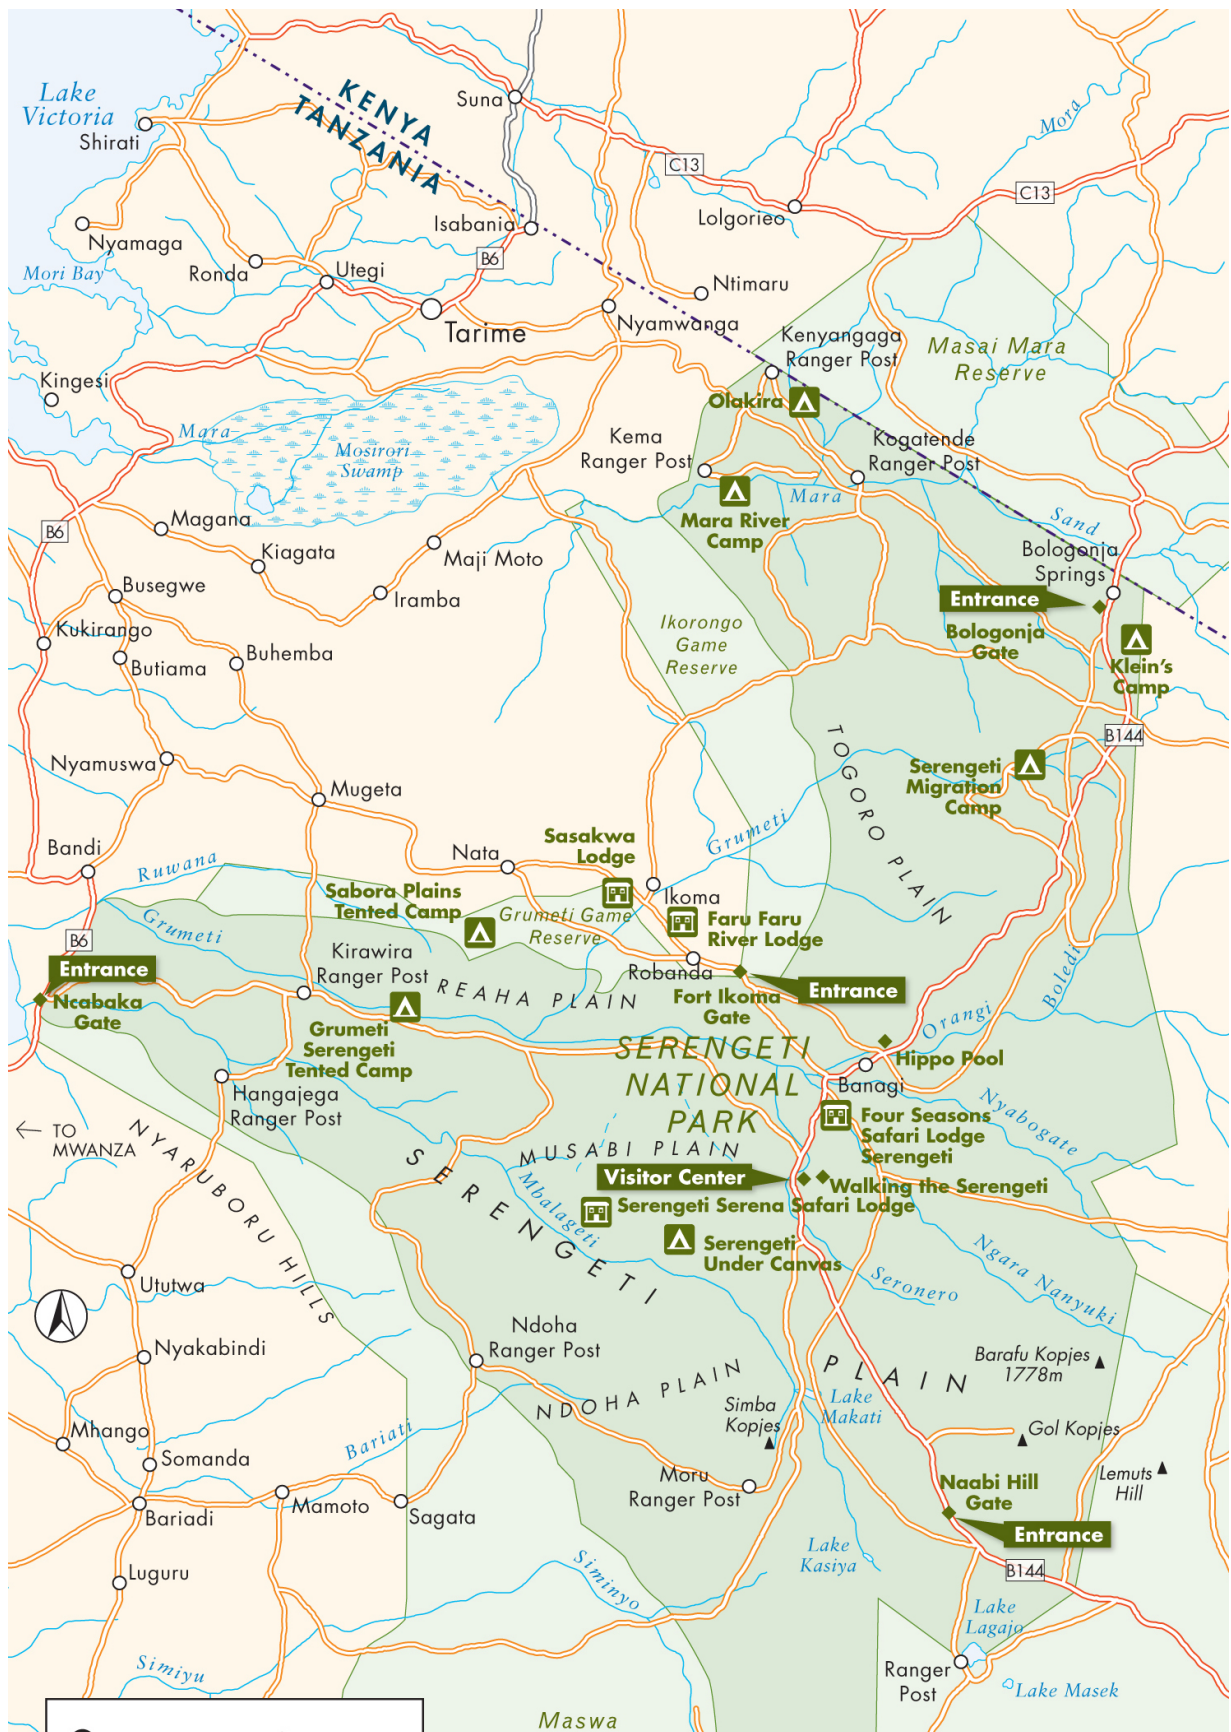 Lake
Victoria
Shirati
KENYA
TANZANIA
Suna
Mora
C13
C13
Lolgorieo
Nyamaga
Isabania
Mori Bay
Ronda
Utegi
B6
Ntimaru
Tarime
Nyamwanga
Kenyangaga
Ranger Post
Masai Mara
Reserve
Kingesi
Olakira
Mara
Mosirori
Swamp
Kema
Ranger Post
Kogatende
Ranger Post
Mara
Mara River
Camp
Sand
B6
Magana
Kiagata
Maji Moto
Bologonja
Springs
Busegwe
Iramba
Entrance
Kukirango
Butiama
Buhemba
Ikorongo
Game
Reserve
Bologonja
Gate
Klein's
Camp
B144
Nyamuswa
Mugeta
TOGORO PLAIN
Serengeti
Migration
Camp
Grumeti
Bandi
Ruwana
Nata
Sasakwa
Lodge
Ikoma
Sabora Plains
Tented Camp
Grumeti Game
Reserve
Faru Faru
River Lodge
Grumeti
B6
Kirawira
Ranger Post
Robanda
Entrance
Ncabaka
Gate
REAHA PLAIN
Fort Ikoma
Gate
Entrance
Boledi
Orangi
Grumeti
Serengeti
Tented Camp
SERENGETI
NATIONAL
PARK
Hippo Pool
Banagi
Hangajega
Ranger Post
Nyabogate
TO
MWANZA
NYARUBORU HILLS
Four Seasons
Safari Lodge
Serengeti
MUSABI PLAIN
Visitor Center
Walking the Serengeti
Mbalageti
Serengeti Serena Safari Lodge
SERENGETI
Serengeti
Under Canvas
Ngara Nanyuki
Seronero
Ututwa
Nyakabindi
Ndoha
Ranger Post
PLAIN
Barafu Kopjes
1778m
NDOHA PLAIN
Simba
Kopjes
Lake
Makati
Mhango
Bariati
Gol Kopjes
Somanda
Moru
Ranger Post
Naabi Hill
Gate
Lemuts
Hill
Bariadi
Mamoto
Sagata
Entrance
Lake
Kasiya
Luguru
Siminyo
B144
Lake
Lagajo
Simiyu
Ranger
Post
Lake Masek
Maswa